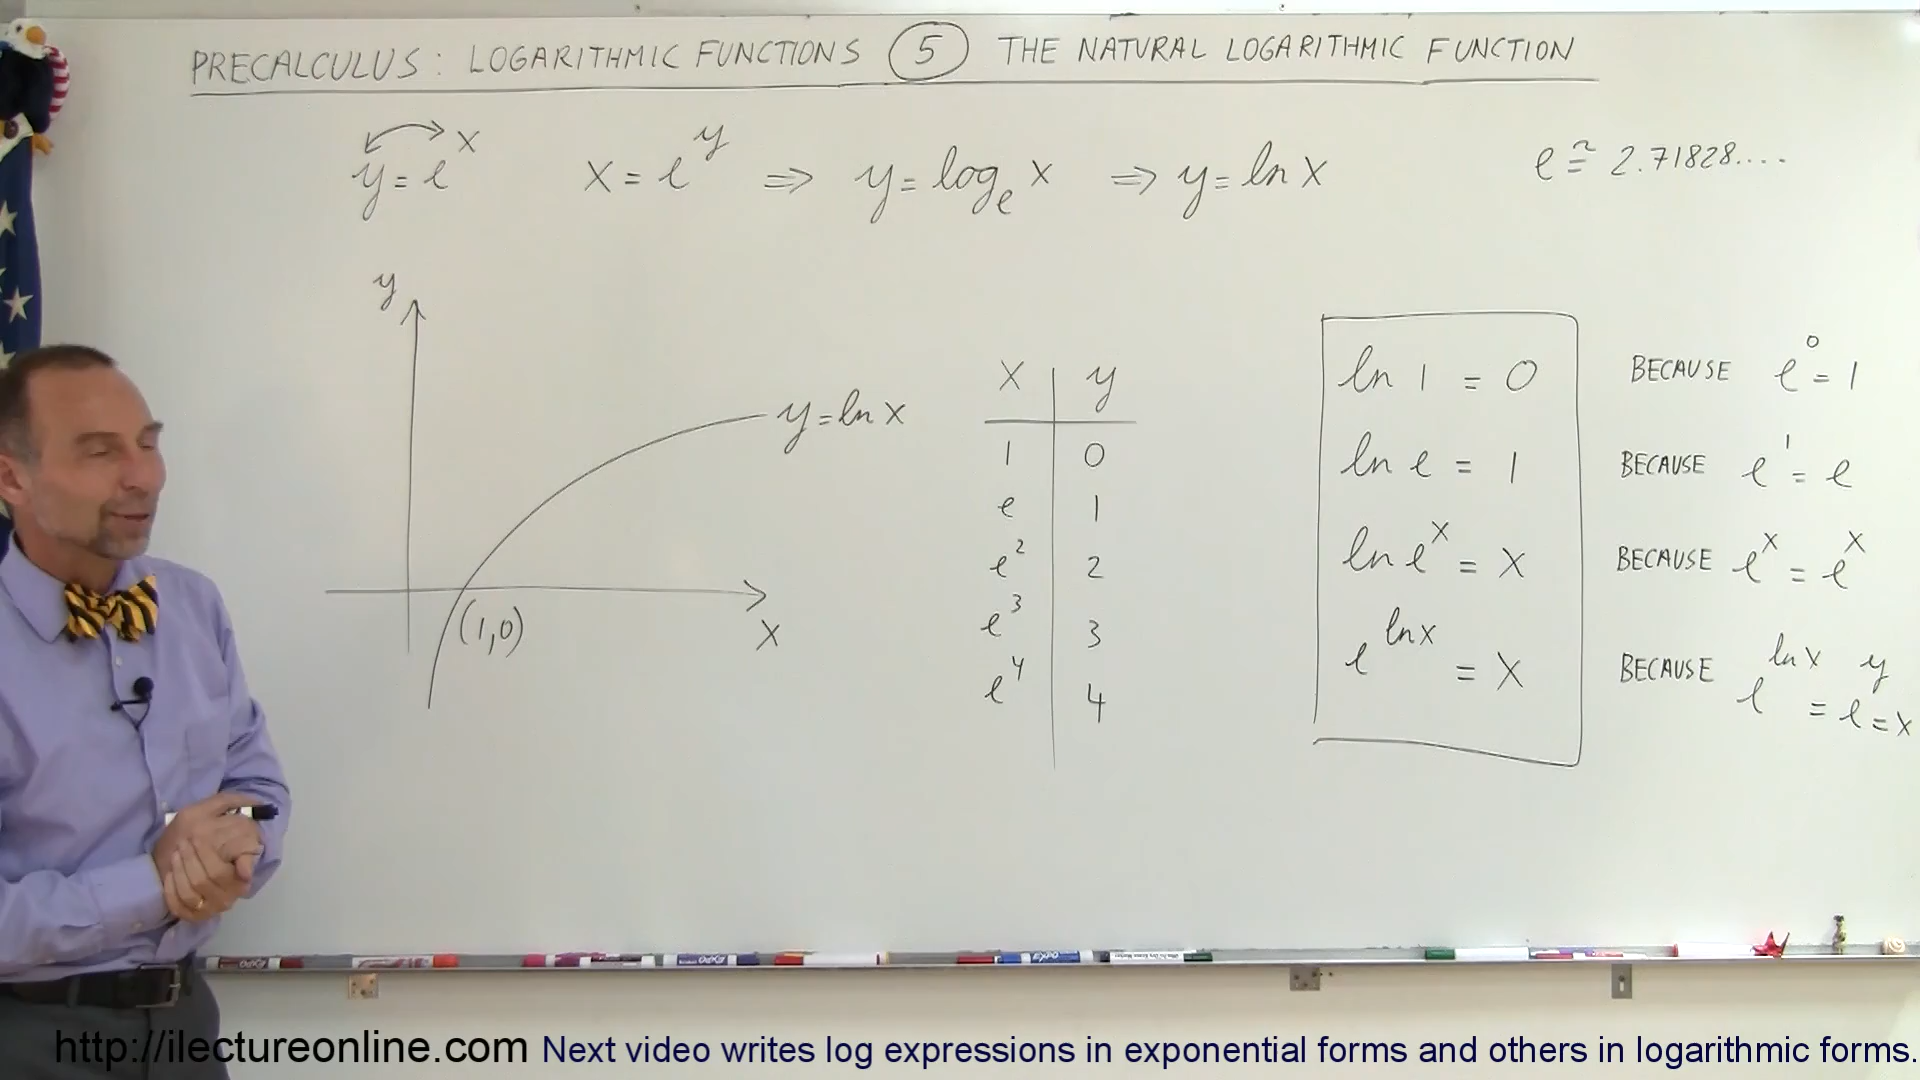 PRECALCULUS: LOGARITHMIC FUNCTIONS 5 THE NATURAL LOGARITHMIC FUNCTION
y = e^x x = e^y ⇒ y = log_e x ⇒ y = ln x e ≅ 2.71828....
y
y = ln x
(1,0)
x
x y
1 0
e 1
e^2 2
e^3 3
e^4 4
ln 1 = 0 BECAUSE e^0 = 1
ln e = 1 BECAUSE e^1 = e
ln e^x = x BECAUSE e^x = e^x
e^ln x = x BECAUSE e^ln x = e^y = x
http://ilectureonline.com Next video writes log expressions in exponential forms and others in logarithmic forms.